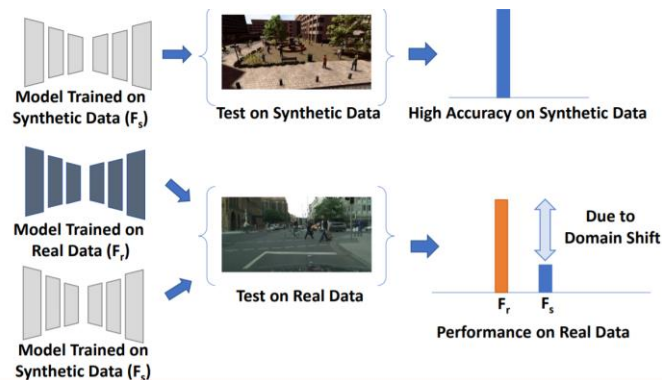 Model Trained on
Synthetic Data (Fs)
Test on Synthetic Data
High Accuracy on Synthetic Data
Model Trained on
Real Data (Fr)
Test on Real Data
Due to
Domain Shift
Fr
Fs
Performance on Real Data
Model Trained on
Synthetic Data (Fs)